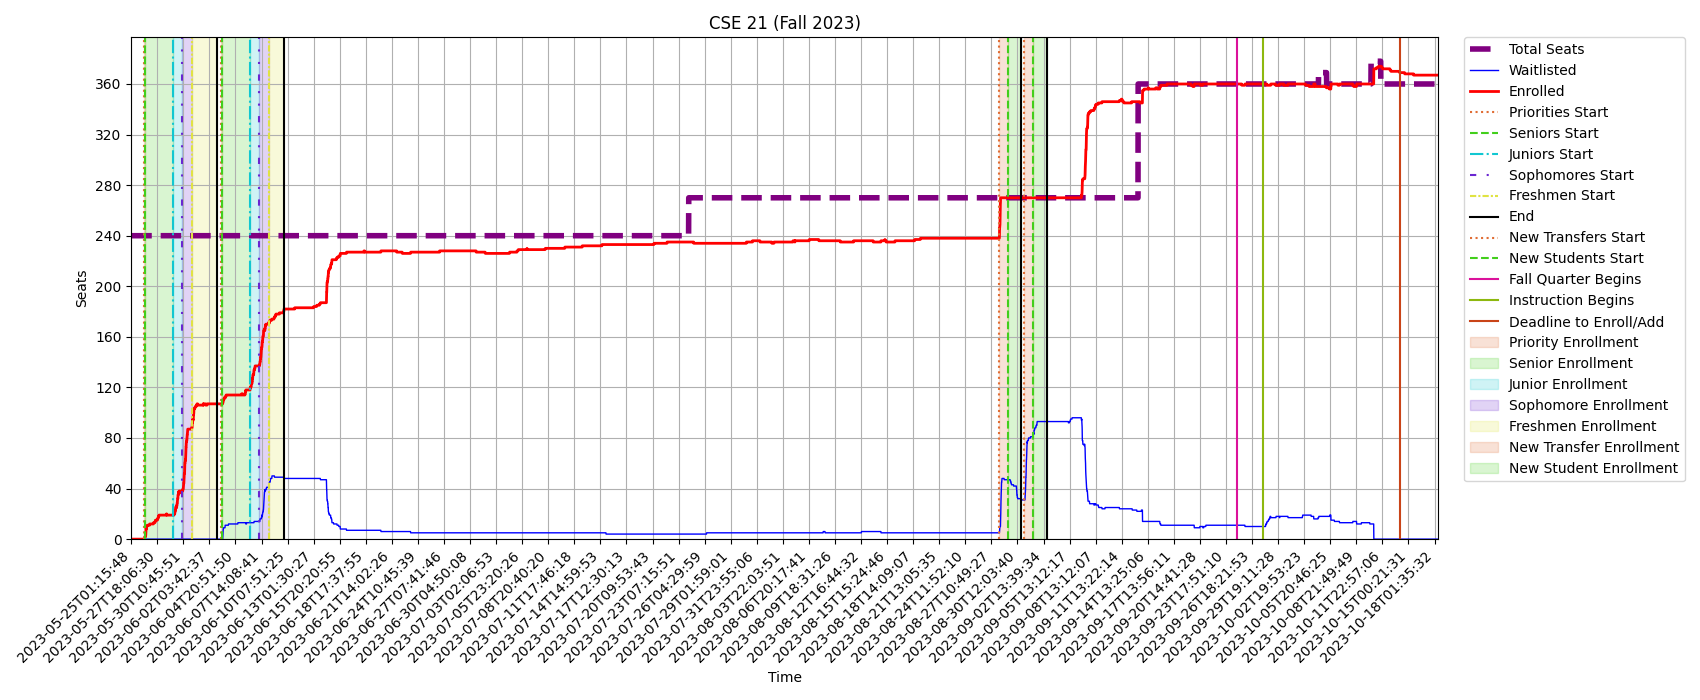 CSE 21 (Fall 2023)
Seats
360
320
280
240
200
160
120
80
40
0
2023-05-25T01:15:48
2023-05-27T18:06:30
2023-05-30T10:45:51
2023-06-02T03:42:37
2023-06-04T20:51:50
2023-06-07T14:08:41
2023-06-10T07:51:25
2023-06-13T01:30:27
2023-06-15T20:20:55
2023-06-18T17:37:55
2023-06-21T14:02:26
2023-06-24T10:45:39
2023-06-27T07:41:46
2023-06-30T04:50:08
2023-07-03T02:06:53
2023-07-05T23:20:26
2023-07-08T20:40:20
2023-07-11T17:46:18
2023-07-14T14:59:53
2023-07-17T12:30:13
2023-07-20T09:53:43
2023-07-23T07:15:51
2023-07-26T04:29:59
2023-07-29T01:59:01
2023-07-31T23:55:06
2023-08-03T22:03:51
2023-08-06T20:17:41
2023-08-09T18:31:26
2023-08-12T16:44:32
2023-08-15T15:24:46
2023-08-18T14:09:07
2023-08-21T13:05:35
2023-08-24T11:52:10
2023-08-27T10:49:27
2023-08-30T12:03:40
2023-09-02T13:39:34
2023-09-05T13:12:17
2023-09-08T13:12:07
2023-09-11T13:22:14
2023-09-14T13:25:06
2023-09-17T13:56:11
2023-09-20T14:41:28
2023-09-23T17:51:10
2023-09-26T18:21:53
2023-09-29T19:11:28
2023-10-02T19:53:23
2023-10-05T20:46:25
2023-10-08T21:49:49
2023-10-11T22:57:06
2023-10-15T00:21:31
2023-10-18T01:35:32
Time
Total Seats
Waitlisted
Enrolled
Priorities Start
Seniors Start
Juniors Start
Sophomores Start
Freshmen Start
End
New Transfers Start
New Students Start
Fall Quarter Begins
Instruction Begins
Deadline to Enroll/Add
Priority Enrollment
Senior Enrollment
Junior Enrollment
Sophomore Enrollment
Freshmen Enrollment
New Transfer Enrollment
New Student Enrollment